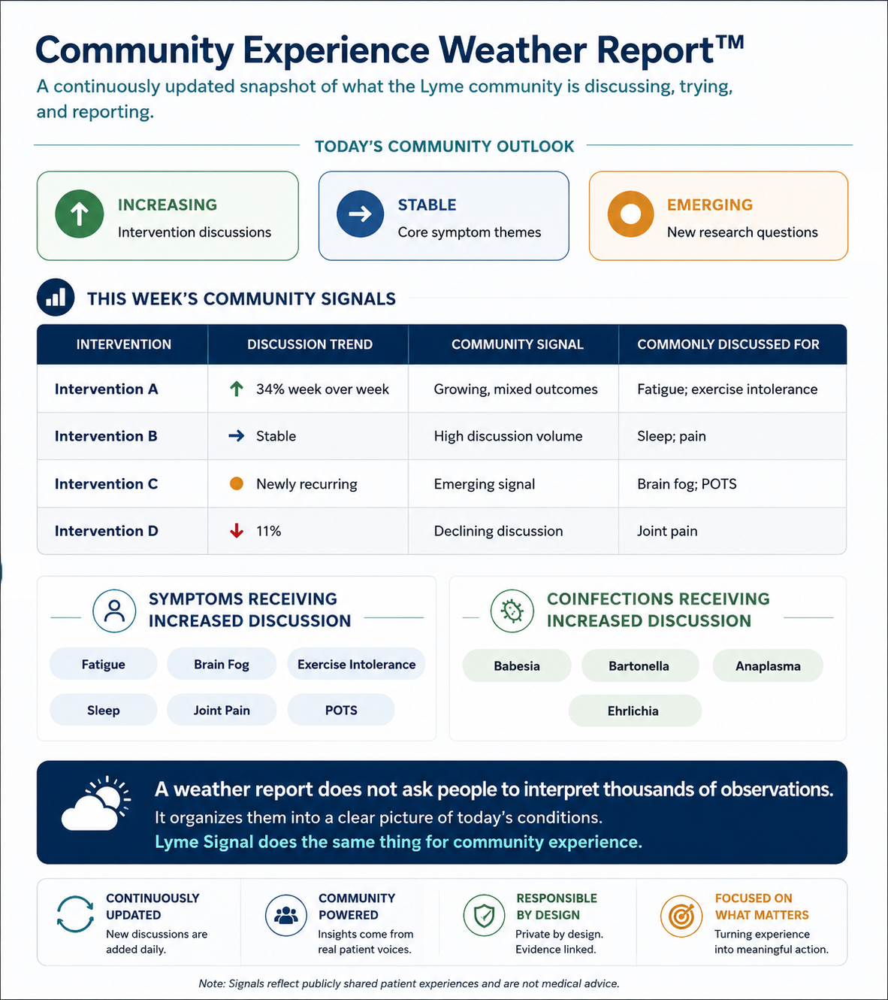 Community Experience Weather Report™
A continuously updated snapshot of what the Lyme community is discussing, trying,
and reporting.
TODAY'S COMMUNITY OUTLOOK
INCREASING
Intervention discussions
STABLE
Core symptom themes
EMERGING
New research questions
THIS WEEK'S COMMUNITY SIGNALS
INTERVENTION DISCUSSION TREND COMMUNITY SIGNAL COMMONLY DISCUSSED FOR
Intervention A ↑ 34% week over week Growing, mixed outcomes Fatigue; exercise intolerance
Intervention B → Stable High discussion volume Sleep; pain
Intervention C Newly recurring Emerging signal Brain fog; POTS
Intervention D ↓ 11% Declining discussion Joint pain
SYMPTOMS RECEIVING
INCREASED DISCUSSION
Fatigue Brain Fog Exercise Intolerance
Sleep Joint Pain POTS
COINFECTIONS RECEIVING
INCREASED DISCUSSION
Babesia Bartonella Anaplasma
Ehrlichia
A weather report does not ask people to interpret thousands of observations.
It organizes them into a clear picture of today's conditions.
Lyme Signal does the same thing for community experience.
CONTINUOUSLY
UPDATED
New discussions are
added daily.
COMMUNITY
POWERED
Insights come from
real patient voices.
RESPONSIBLE
BY DESIGN
Private by design.
Evidence linked.
FOCUSED ON
WHAT MATTERS
Turning experience
into meaningful action.
Note: Signals reflect publicly shared patient experiences and are not medical advice.